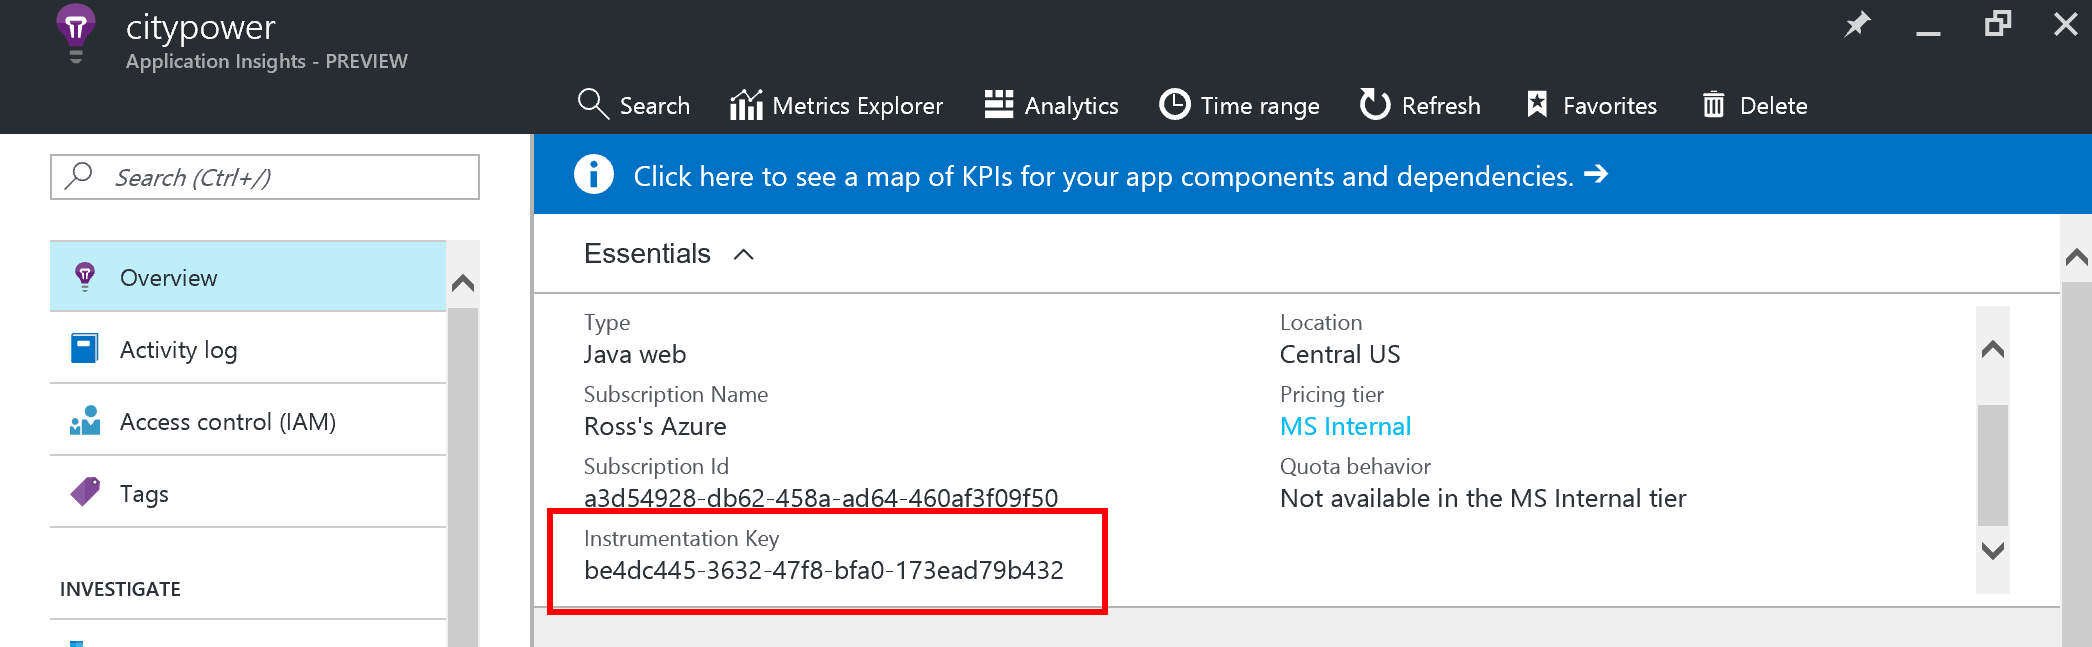 citypower
Application Insights - PREVIEW
Search
Metrics Explorer
Analytics
Time range
Refresh
Favorites
Delete
Search (Ctrl+/)
Overview
Activity log
Access control (IAM)
Tags
INVESTIGATE
Click here to see a map of KPIs for your app components and dependencies. →
Essentials
Type
Java web
Subscription Name
Ross's Azure
Subscription Id
a3d54928-db62-458a-ad64-460af3f09f50
Instrumentation Key
be4dc445-3632-47f8-bfa0-173ead79b432
Location
Central US
Pricing tier
MS Internal
Quota behavior
Not available in the MS Internal tier